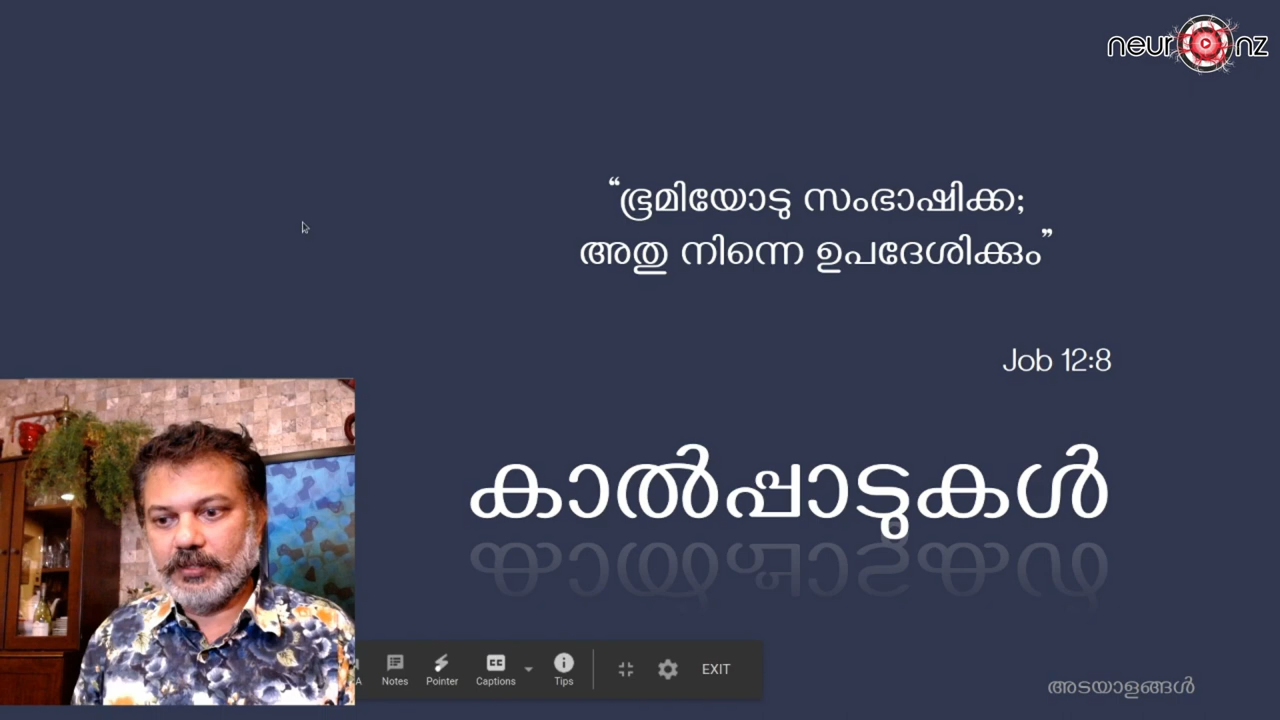 neuronz
“ഭൂമിയോടു സംഭാഷിക്ക;
അതു നിന്നെ ഉപദേശിക്കും”
Job 12:8
കാൽപ്പാടുകൾ
A Notes Pointer Captions Tips EXIT
അടയാളങ്ങൾ